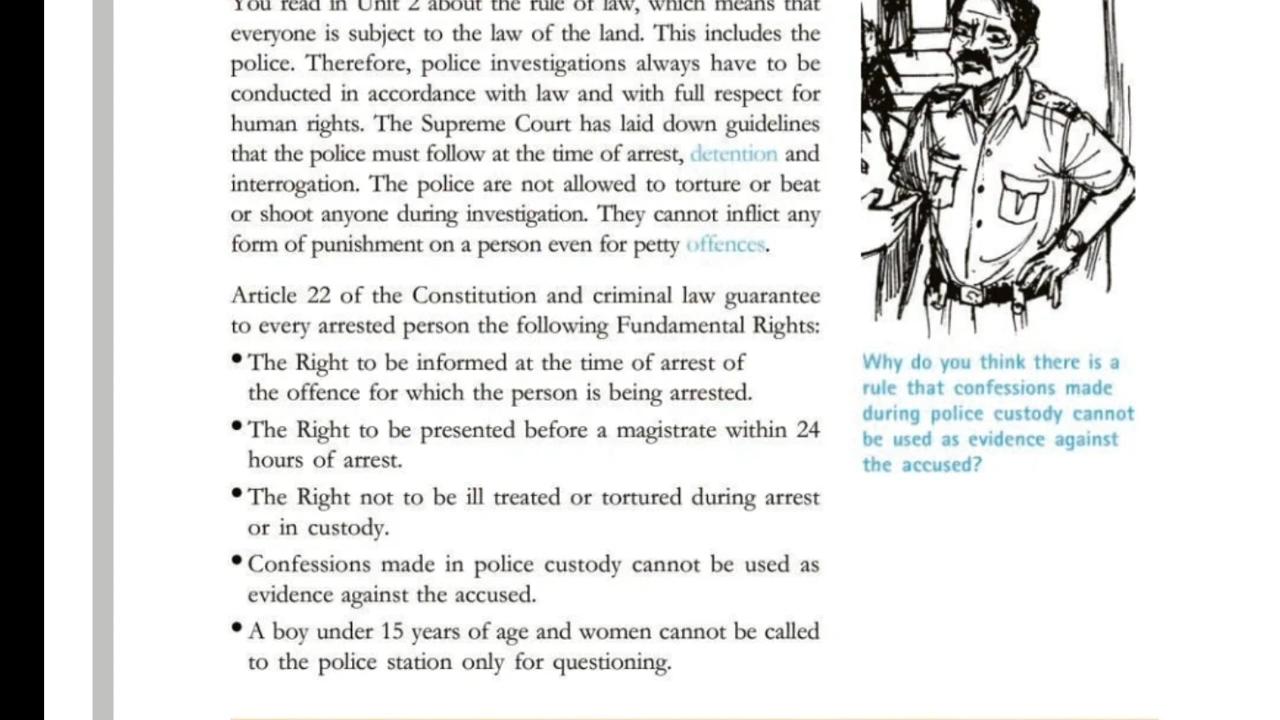 You read in Unit 2 about the rule of law, which means that
everyone is subject to the law of the land. This includes the
police. Therefore, police investigations always have to be
conducted in accordance with law and with full respect for
human rights. The Supreme Court has laid down guidelines
that the police must follow at the time of arrest, detention and
interrogation. The police are not allowed to torture or beat
or shoot anyone during investigation. They cannot inflict any
form of punishment on a person even for petty offences.
Article 22 of the Constitution and criminal law guarantee
to every arrested person the following Fundamental Rights:
• The Right to be informed at the time of arrest of
the offence for which the person is being arrested.
• The Right to be presented before a magistrate within 24
hours of arrest.
• The Right not to be ill treated or tortured during arrest
or in custody.
• Confessions made in police custody cannot be used as
evidence against the accused.
• A boy under 15 years of age and women cannot be called
to the police station only for questioning.
Why do you think there is a
rule that confessions made
during police custody cannot
be used as evidence against
the accused?